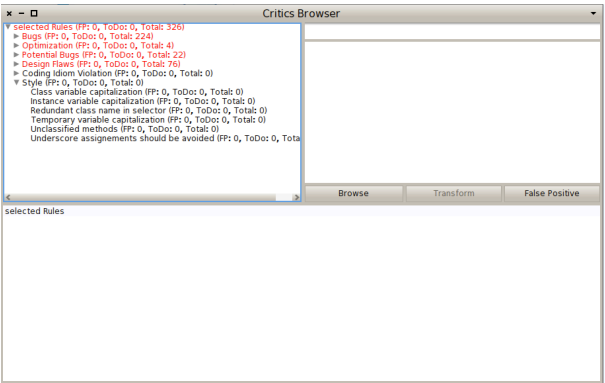 Critics Browser
selected Rules (FP: 0, ToDo: 0, Total: 326)
Bugs (FP: 0, ToDo: 0, Total: 224)
Optimization (FP: 0, ToDo: 0, Total: 4)
Potential Bugs (FP: 0, ToDo: 0, Total: 22)
Design Flaws (FP: 0, ToDo: 0, Total: 76)
Coding Idiom Violation (FP: 0, ToDo: 0, Total: 0)
Style (FP: 0, ToDo: 0, Total: 0)
Class variable capitalization (FP: 0, ToDo: 0, Total: 0)
Instance variable capitalization (FP: 0, ToDo: 0, Total: 0)
Redundant class name in selector (FP: 0, ToDo: 0, Total: 0)
Temporary variable capitalization (FP: 0, ToDo: 0, Total: 0)
Unclassified methods (FP: 0, ToDo: 0, Total: 0)
Underscore assignements should be avoided (FP: 0, ToDo: 0, Tota
Browse Transform False Positive
selected Rules